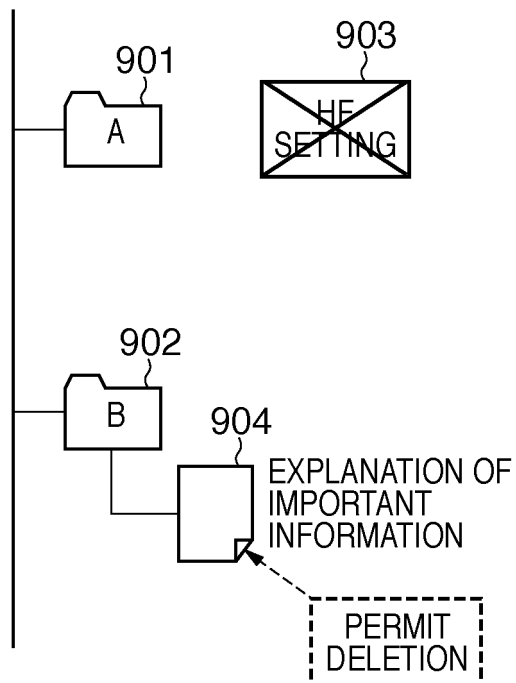 901
A
903
HF
SETTING
902
B
904
EXPLANATION OF
IMPORTANT
INFORMATION
PERMIT
DELETION